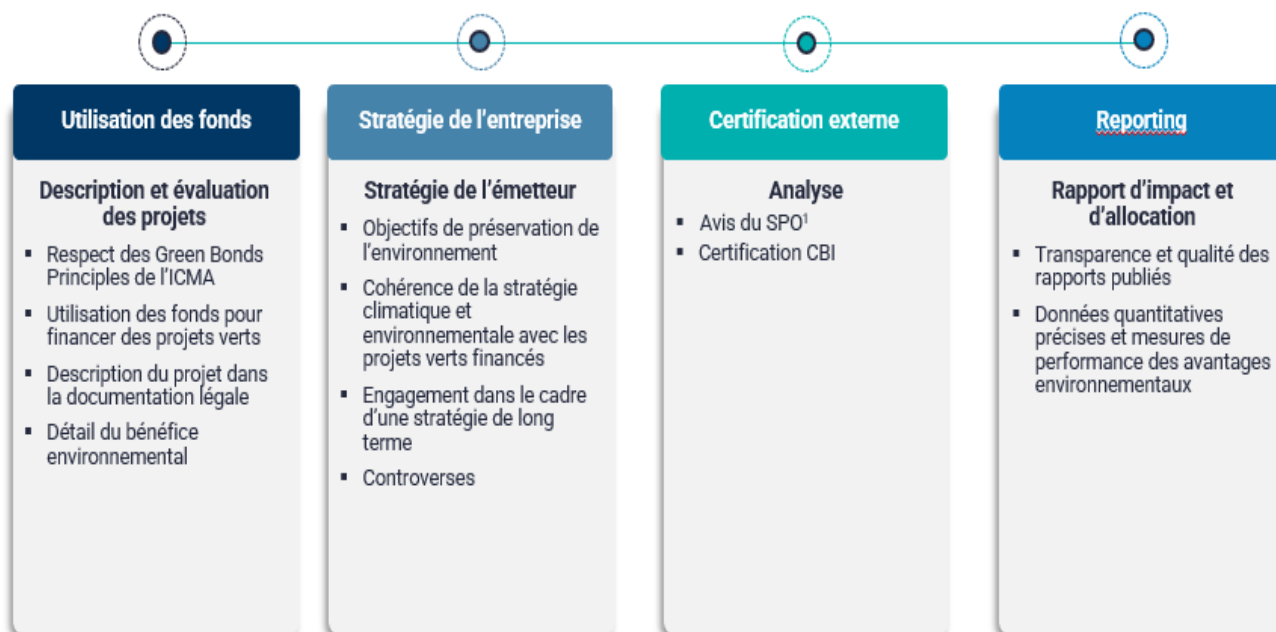 Utilisation des fonds
Description et évaluation
des projets
▪ Respect des Green Bonds
Principles de l'ICMA
▪ Utilisation des fonds pour
financer des projets verts
▪ Description du projet dans
la documentation légale
▪ Détail du bénéfice
environnemental
Stratégie de l'entreprise
Stratégie de l'émetteur
▪ Objectifs de préservation de
l'environnement
▪ Cohérence de la stratégie
climatique et
environnementale avec les
projets verts financés
▪ Engagement dans le cadre
d'une stratégie de long
terme
▪ Controverses
Certification externe
Analyse
▪ Avis du SPO¹
▪ Certification CBI
Reporting
Rapport d'impact et
d'allocation
▪ Transparence et qualité des
rapports publiés
▪ Données quantitatives
précises et mesures de
performance des avantages
environnementaux